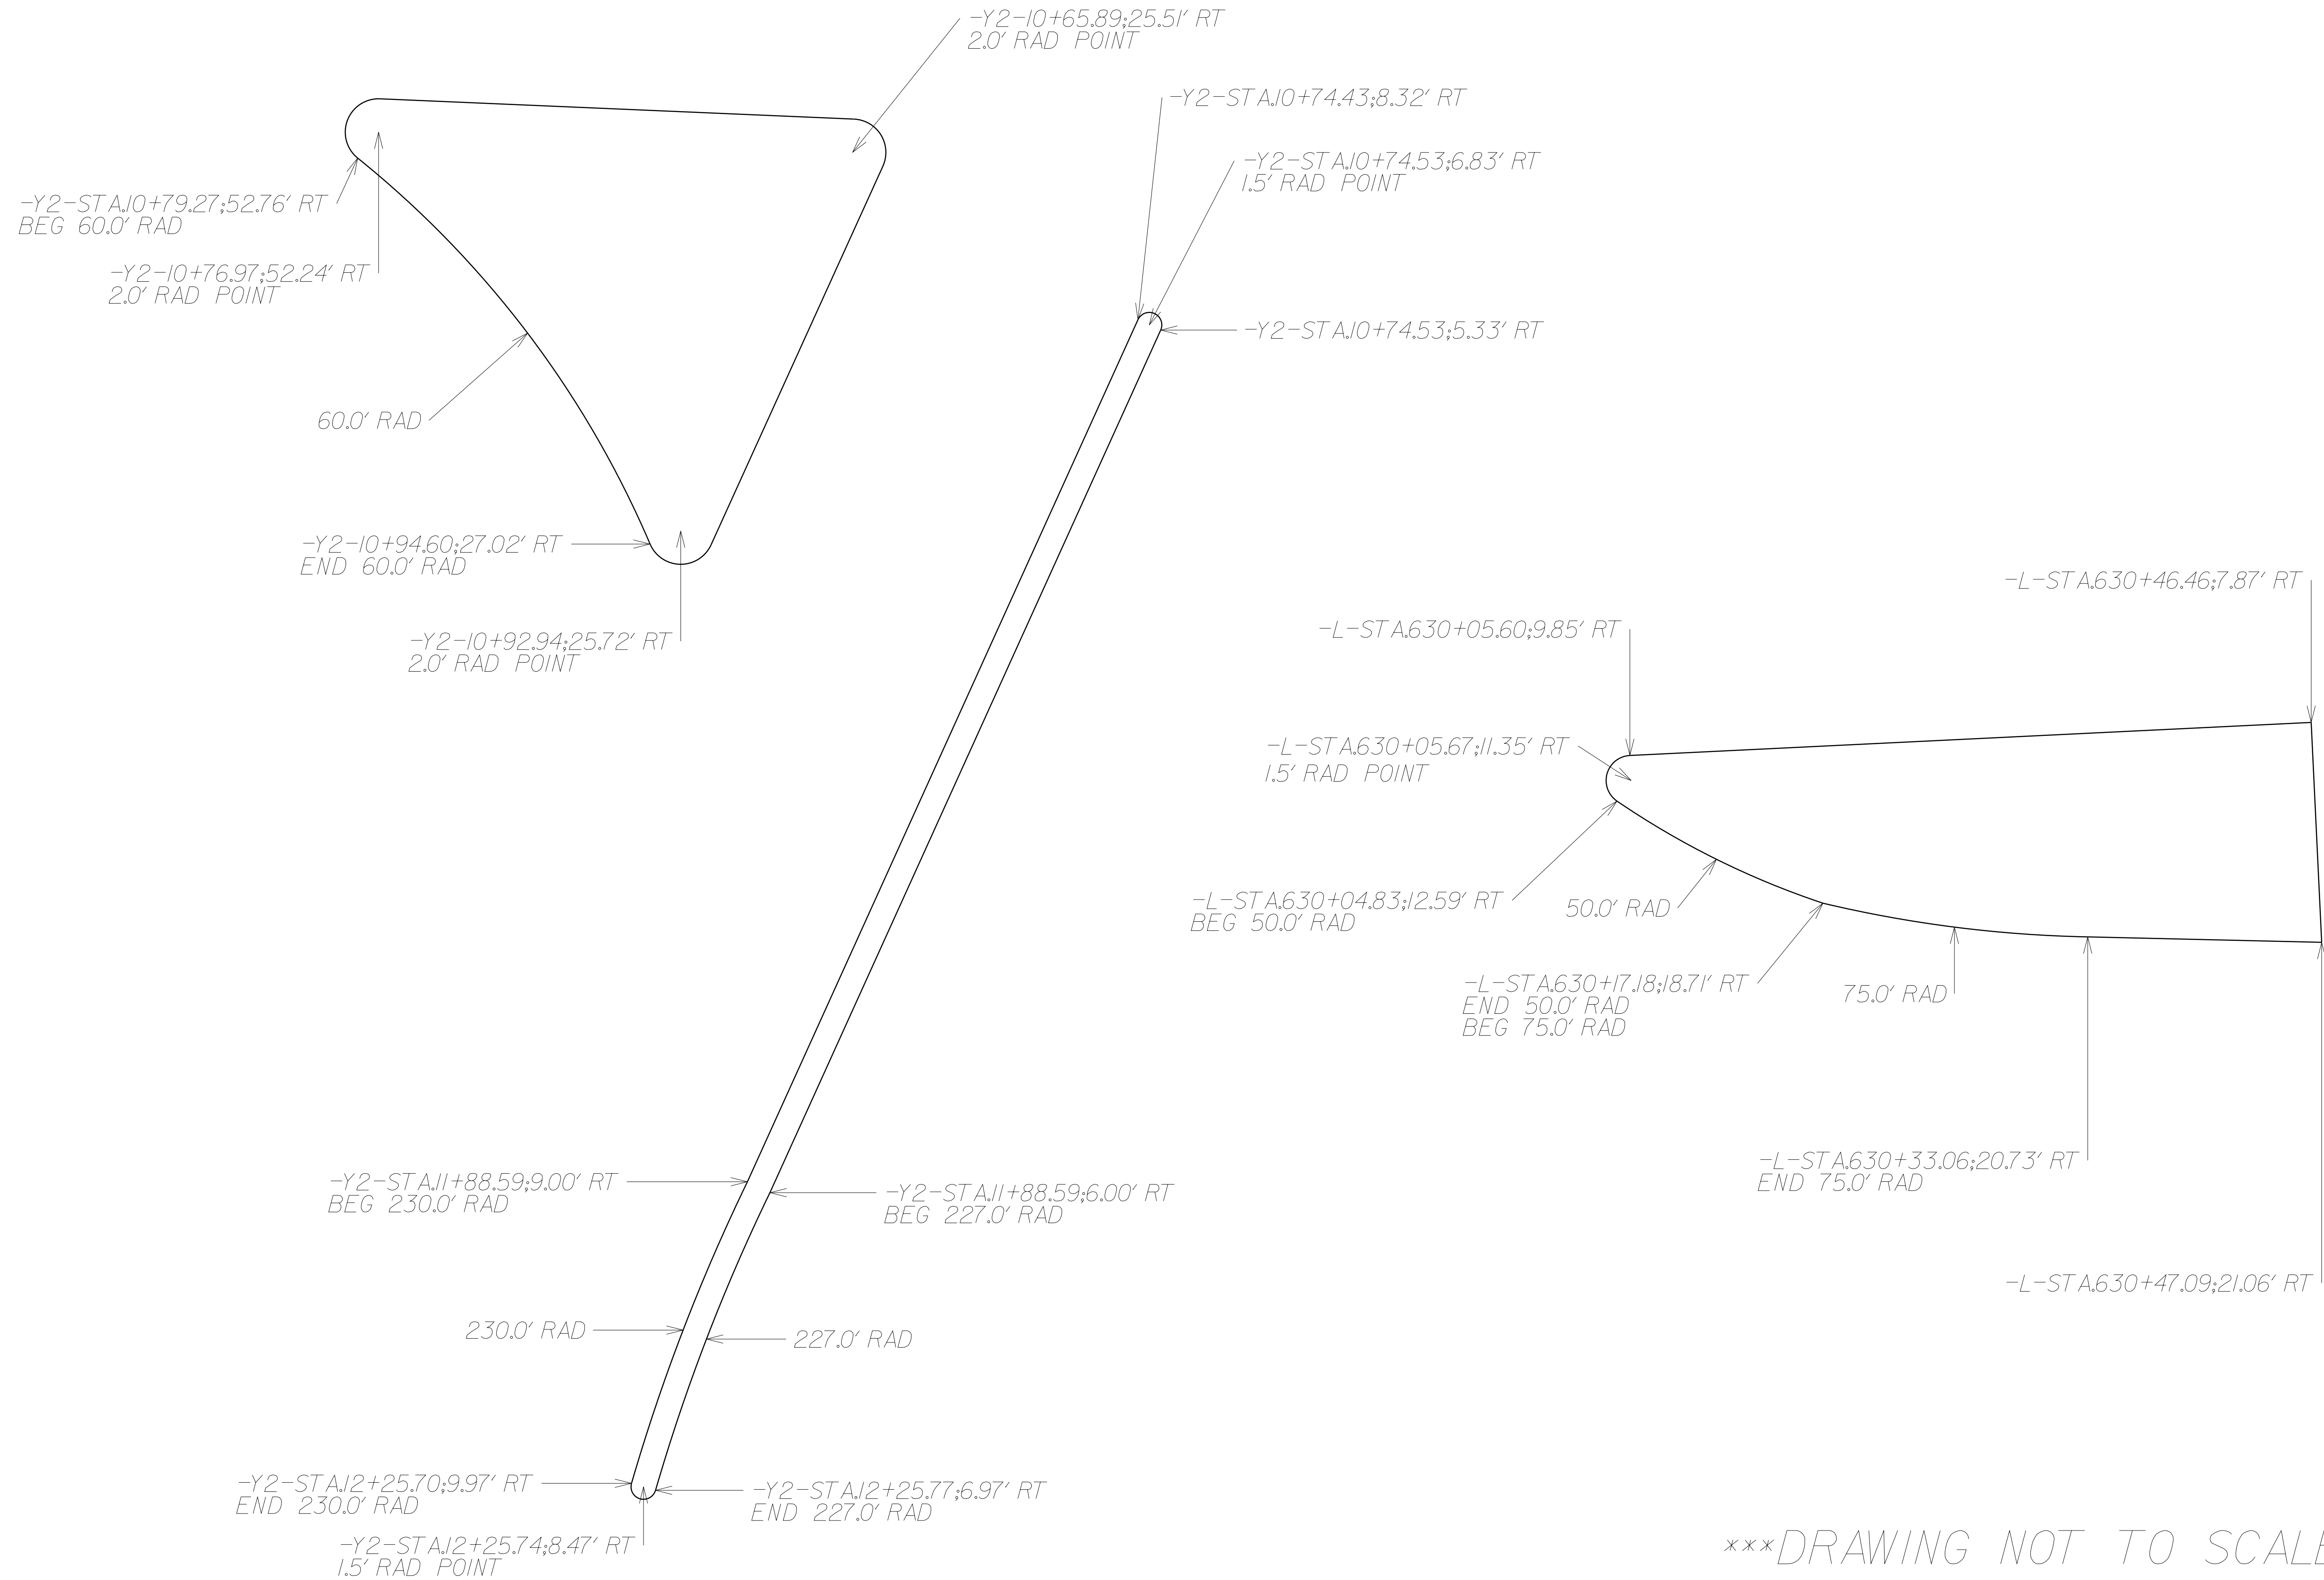 -Y2-10+65.89;25.51' RT
2.0' RAD POINT
-Y2-STA.10+74.43;8.32' RT
-Y2-STA.10+74.53;6.83' RT
1.5' RAD POINT
-Y2-STA.10+79.27;52.76' RT
BEG 60.0' RAD
-Y2-10+76.97;52.24' RT
2.0' RAD POINT
-Y2-STA.10+74.53;5.33' RT
60.0' RAD
-Y2-10+94.60;27.02' RT
END 60.0' RAD
-Y2-10+92.94;25.72' RT
2.0' RAD POINT
-L-STA.630+46.46;7.87' RT
-L-STA.630+05.60;9.85' RT
-L-STA.630+05.67;11.35' RT
1.5' RAD POINT
-L-STA.630+04.83;12.59' RT
BEG 50.0' RAD
50.0' RAD
-L-STA.630+17.18;18.71' RT
END 50.0' RAD
BEG 75.0' RAD
75.0' RAD
-L-STA.630+33.06;20.73' RT
END 75.0' RAD
-L-STA.630+47.09;21.06' RT
-Y2-STA.11+88.59;9.00' RT
BEG 230.0' RAD
-Y2-STA.11+88.59;6.00' RT
BEG 227.0' RAD
230.0' RAD
227.0' RAD
-Y2-STA.12+25.70;9.97' RT
END 230.0' RAD
-Y2-STA.12+25.77;6.97' RT
END 227.0' RAD
-Y2-STA.12+25.74;8.47' RT
1.5' RAD POINT
***DRAWING NOT TO SCALE